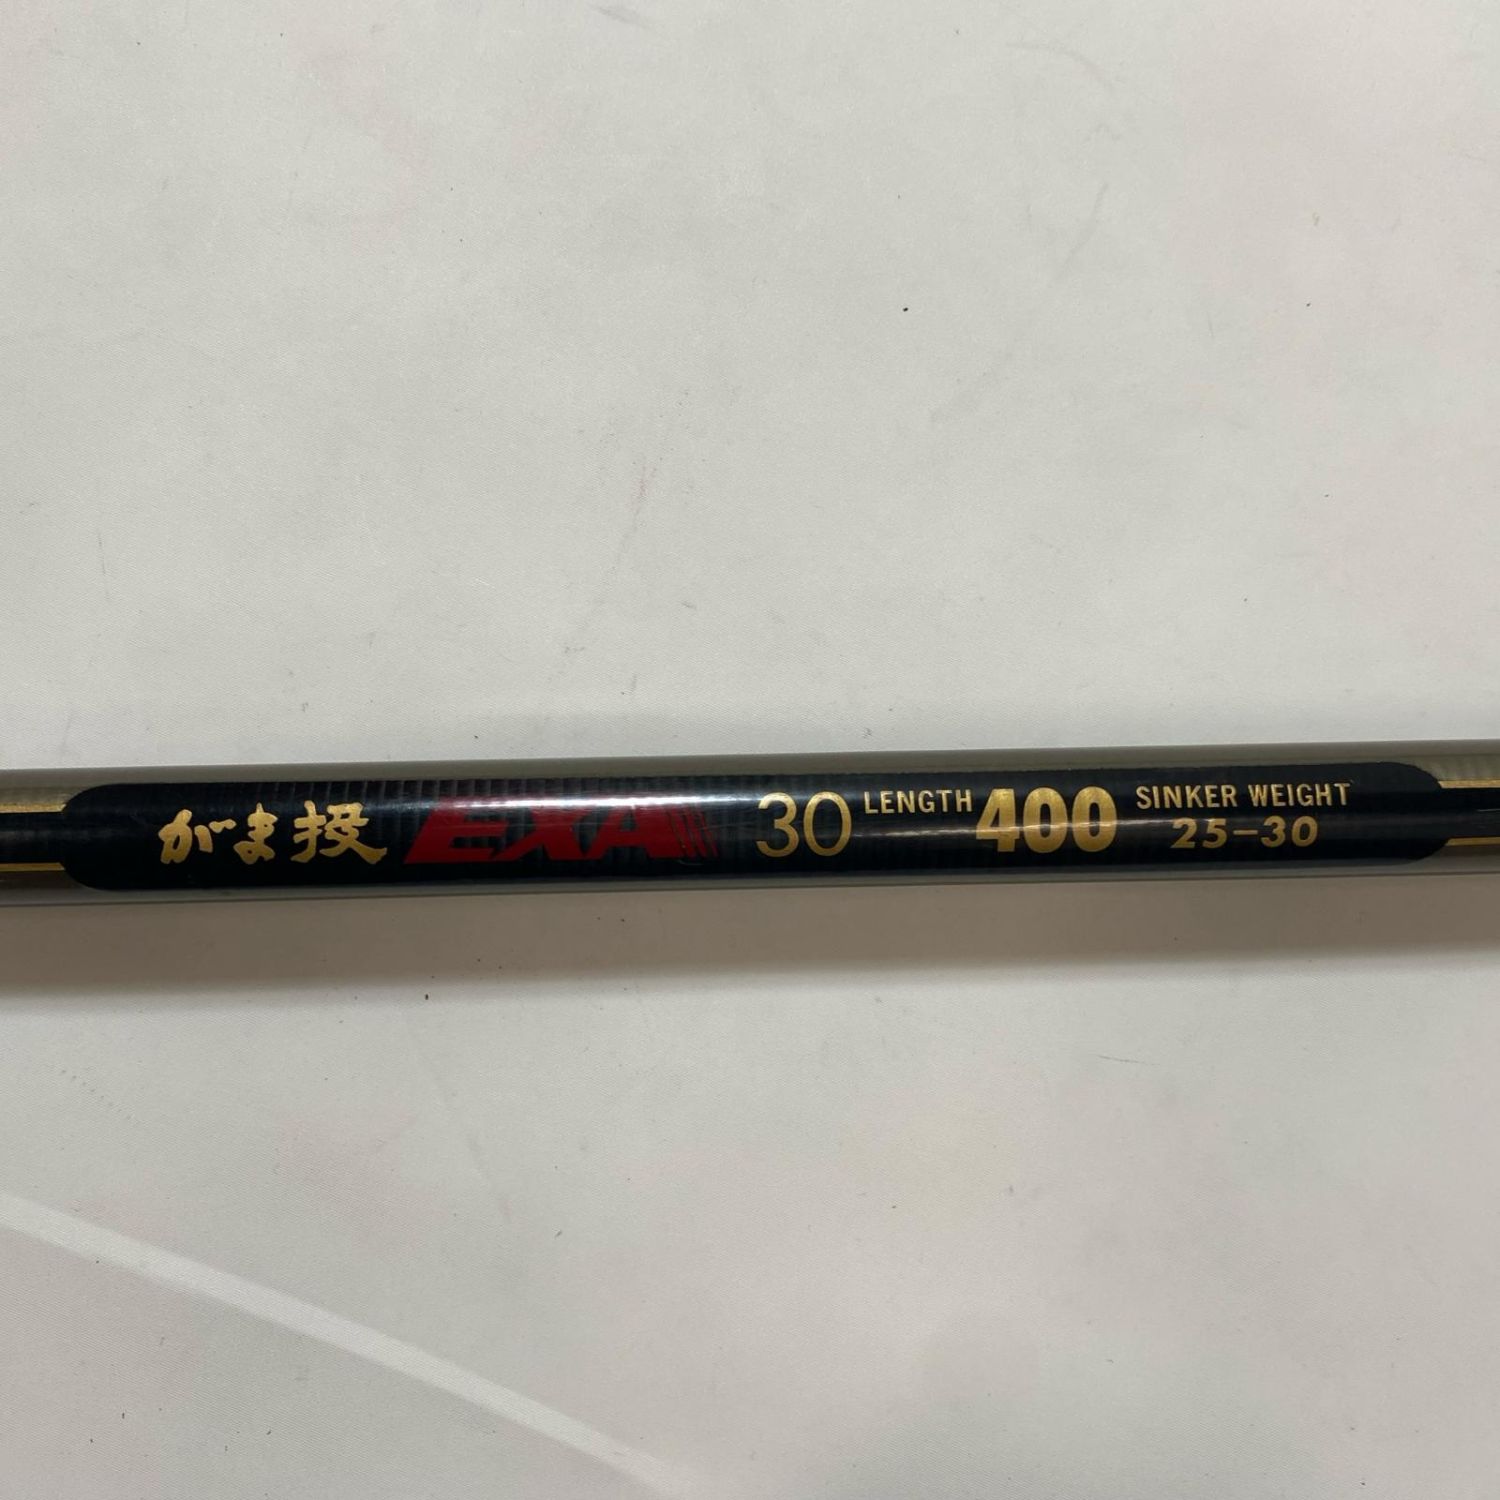 がま投 EXA 30 LENGTH 400 SINKER WEIGHT
25-30